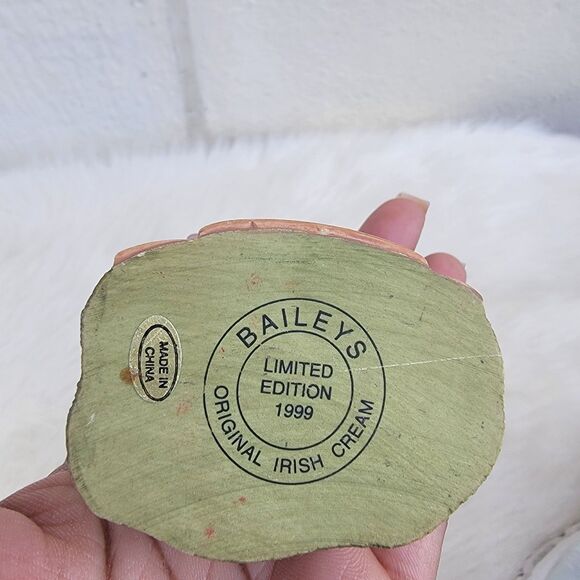 BAILEYS
LIMITED
EDITION
1999
ORIGINAL IRISH CREAM
MADE IN
CHINA